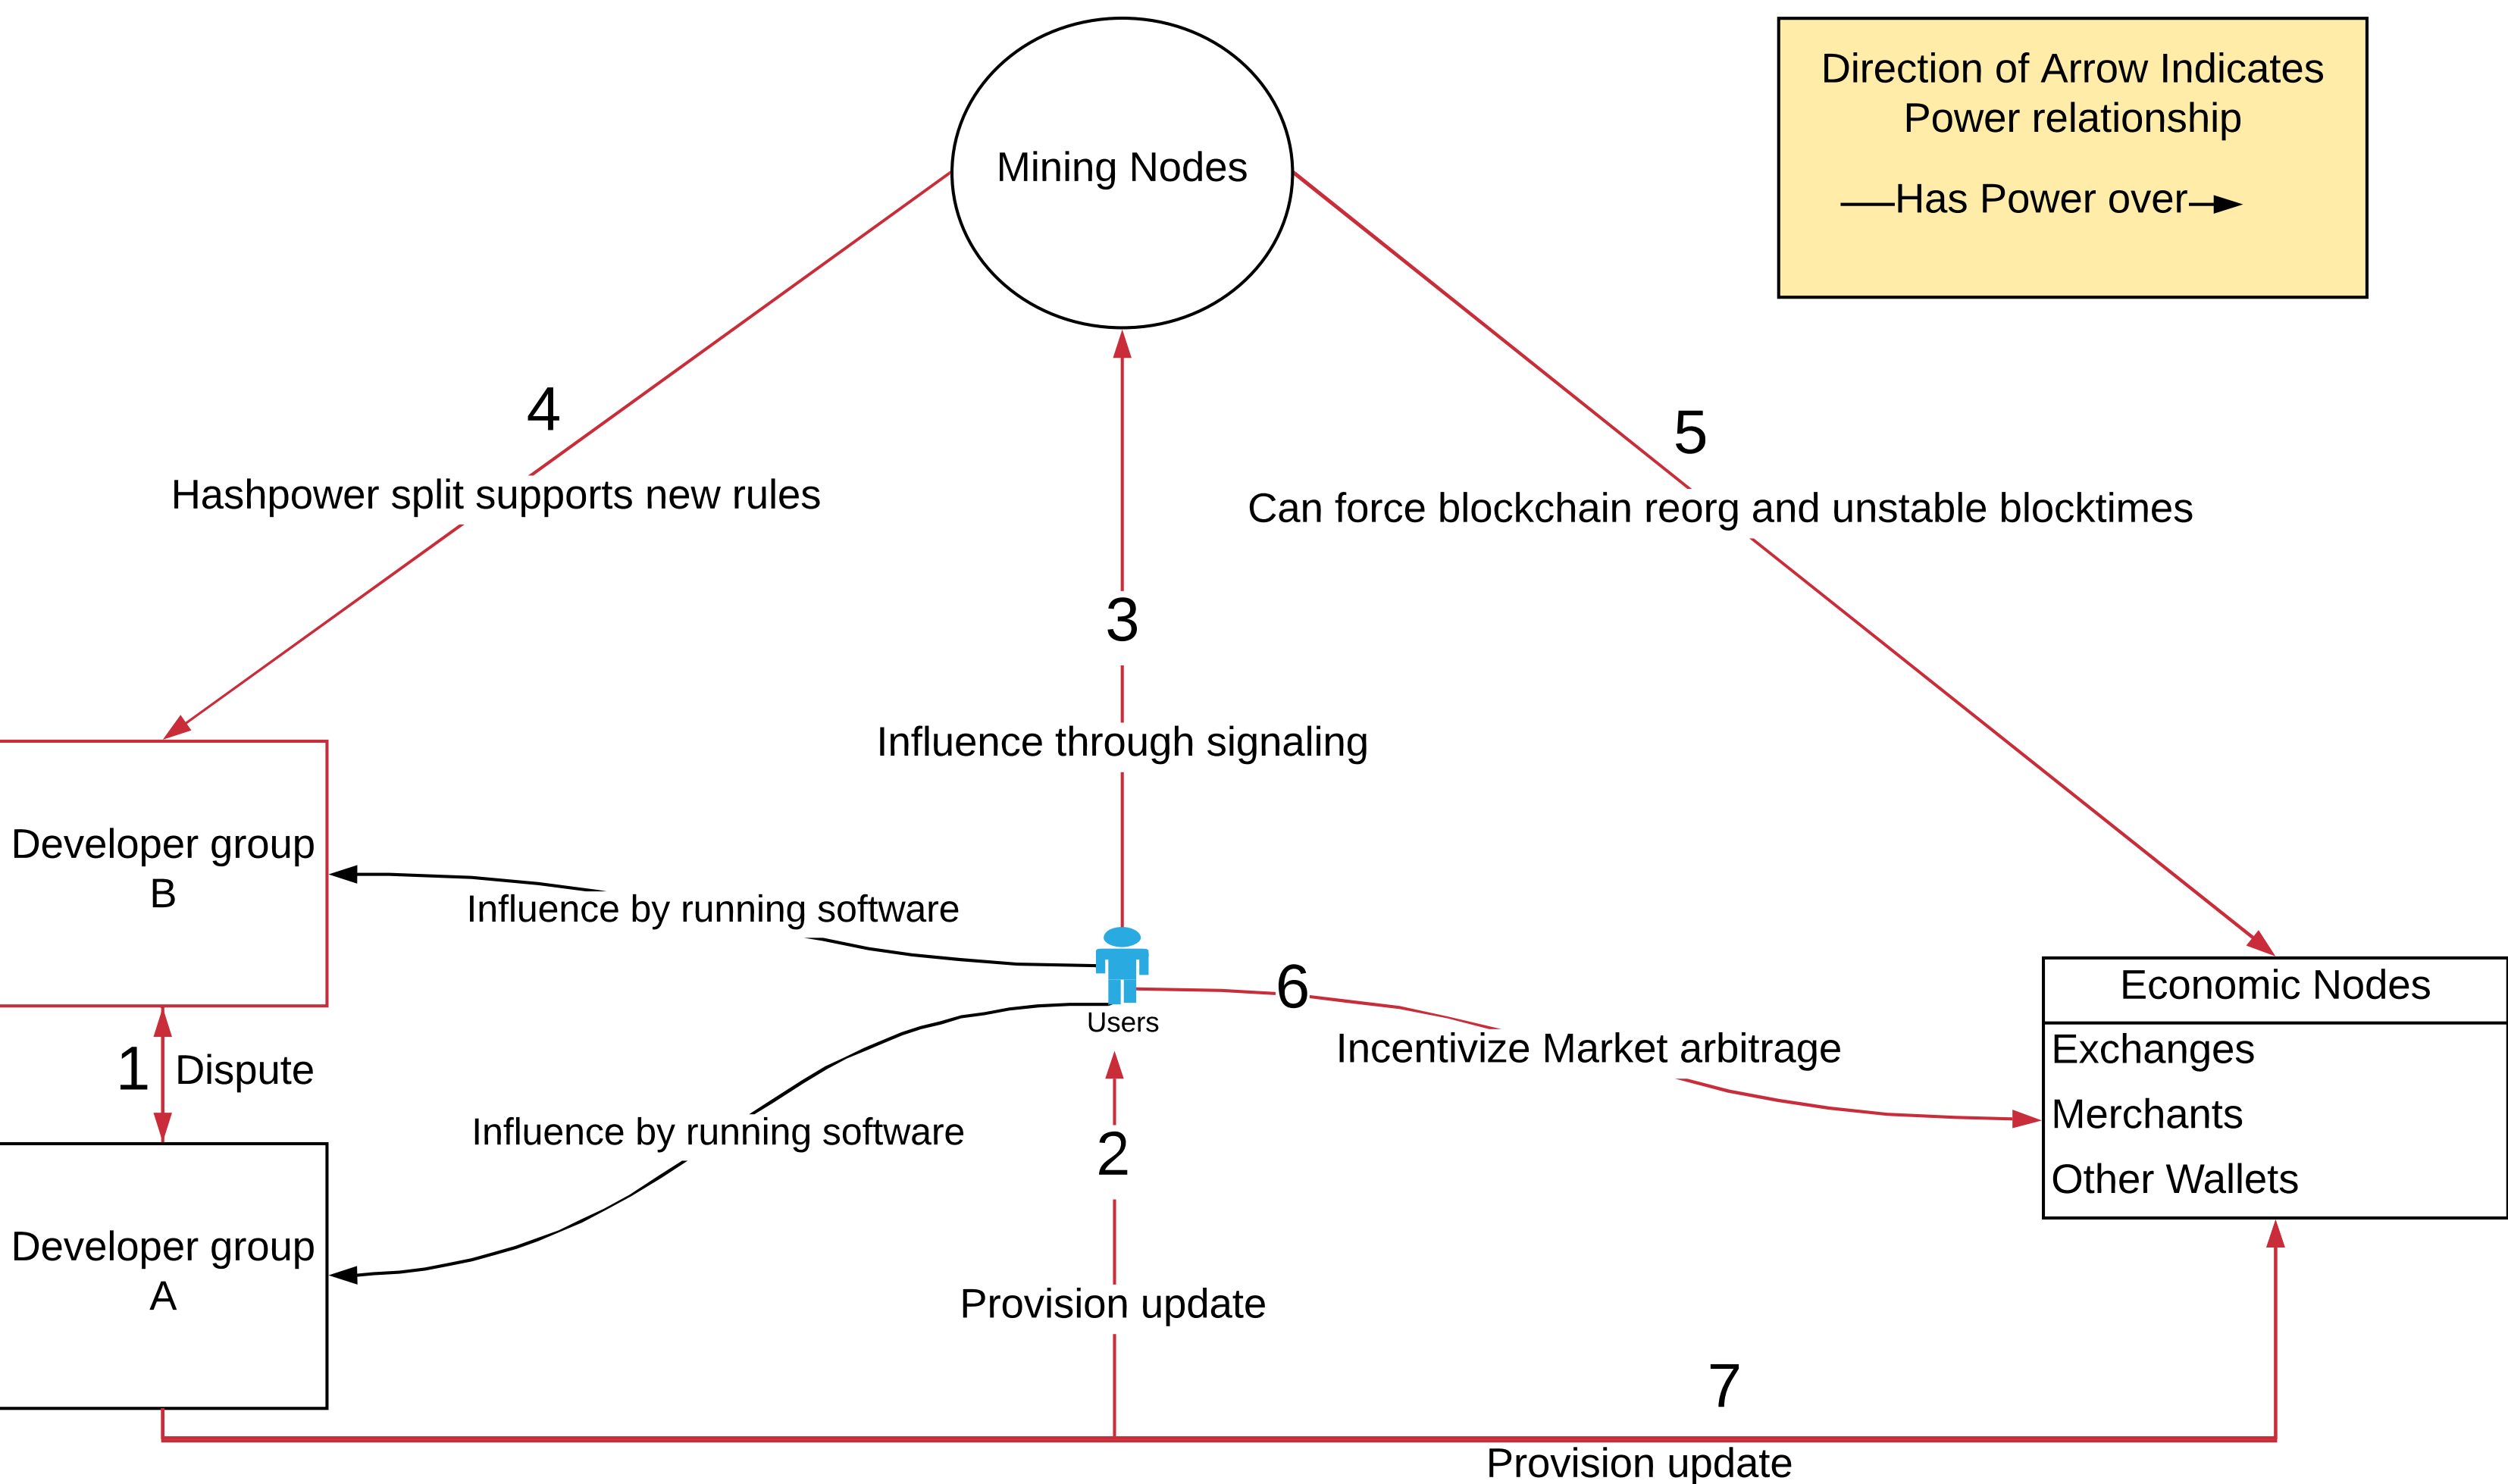 Mining Nodes
Direction of Arrow Indicates
Power relationship
Has Power over
4
Hashpower split supports new rules
5
Can force blockchain reorg and unstable blocktimes
3
Influence through signaling
Developer group
B
Influence by running software
Users
6
Incentivize Market arbitrage
Economic Nodes
Exchanges
Merchants
Other Wallets
1
Dispute
Influence by running software
2
Developer group
A
Provision update
7
Provision update